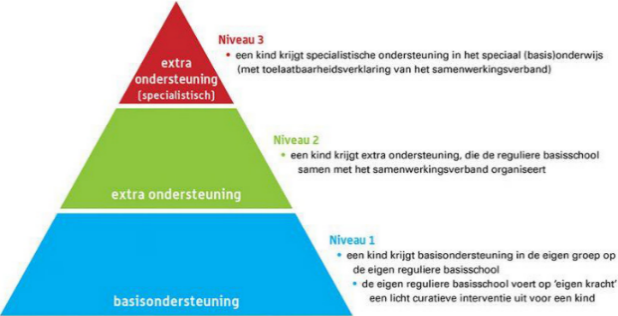 Niveau 3
• een kind krijgt specialistische ondersteuning in het speciaal (basis)onderwijs
(met toelaatbaarheidsverklaring van het samenwerkingsverband)
extra
ondersteuning
(specialistisch)
Niveau 2
• een kind krijgt extra ondersteuning, die de reguliere basisschool
samen met het samenwerkingsverband organiseert
extra ondersteuning
Niveau 1
• een kind krijgt basisondersteuning in de eigen groep op
de eigen reguliere basisschool
• de eigen reguliere basisschool voert op ‘eigen kracht’
een licht curatieve interventie uit voor een kind
basisondersteuning